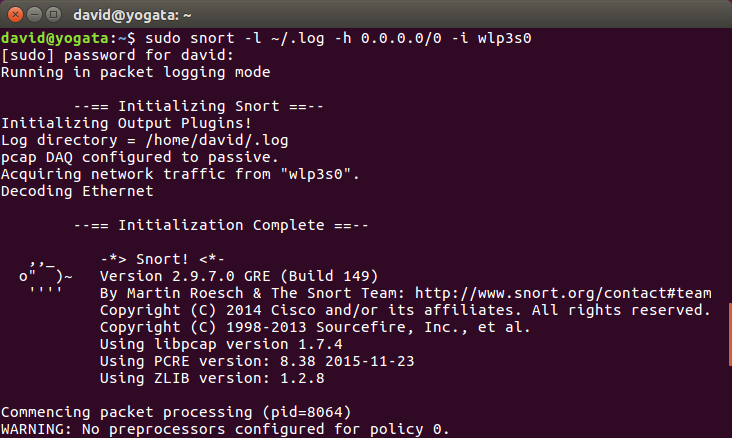 david@yogata: ~
david@yogata:~$ sudo snort -l ~/.log -h 0.0.0.0/0 -i wlp3s0
[sudo] password for david:
Running in packet logging mode
--== Initializing Snort ==--
Initializing Output Plugins!
Log directory = /home/david/.log
pcap DAQ configured to passive.
Acquiring network traffic from "wlp3s0".
Decoding Ethernet
--== Initialization Complete ==--
,,_     -*> Snort! <*-
o"  )~   Version 2.9.7.0 GRE (Build 149)
''''    By Martin Roesch & The Snort Team: http://www.snort.org/contact#team
Copyright (C) 2014 Cisco and/or its affiliates. All rights reserved.
Copyright (C) 1998-2013 Sourcefire, Inc., et al.
Using libpcap version 1.7.4
Using PCRE version: 8.38 2015-11-23
Using ZLIB version: 1.2.8
Commencing packet processing (pid=8064)
WARNING: No preprocessors configured for policy 0.